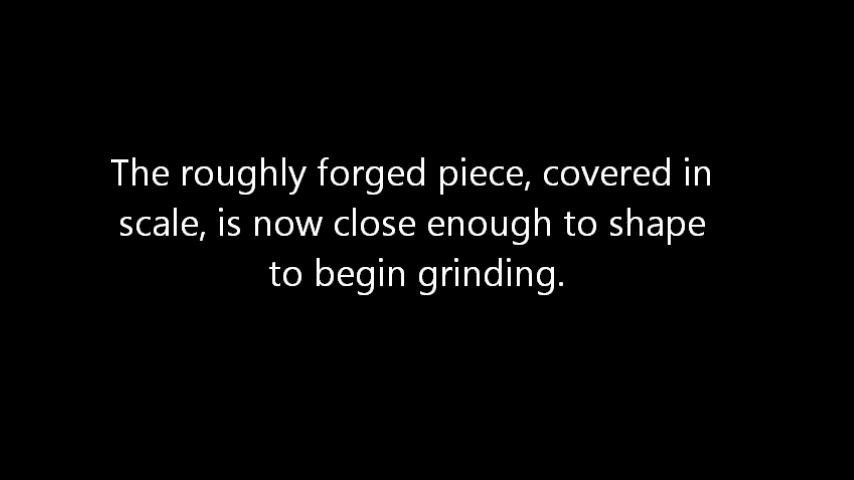 The roughly forged piece, covered in
scale, is now close enough to shape
to begin grinding.